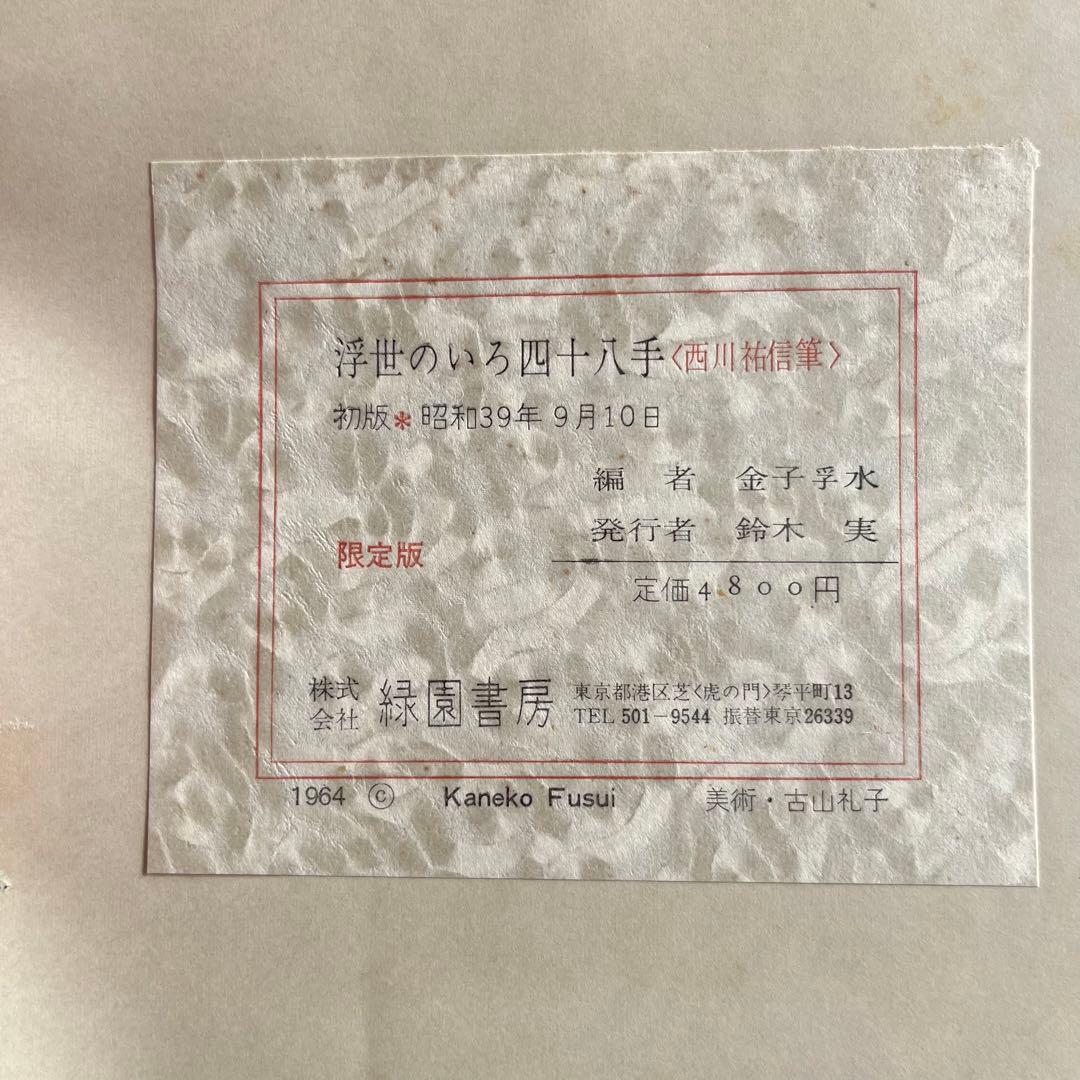 浮世のいろ四十八手〈西川祐信筆〉
初版＊昭和39年 9月10日
編　者　金子孚水
発行者　鈴木　実
限定版
定価4800円
株式会社 緑園書房
東京都港区芝〈虎の門〉琴平町13
TEL 501－9544 振替東京26339
1964 © Kaneko Fusui 美術・古山礼子